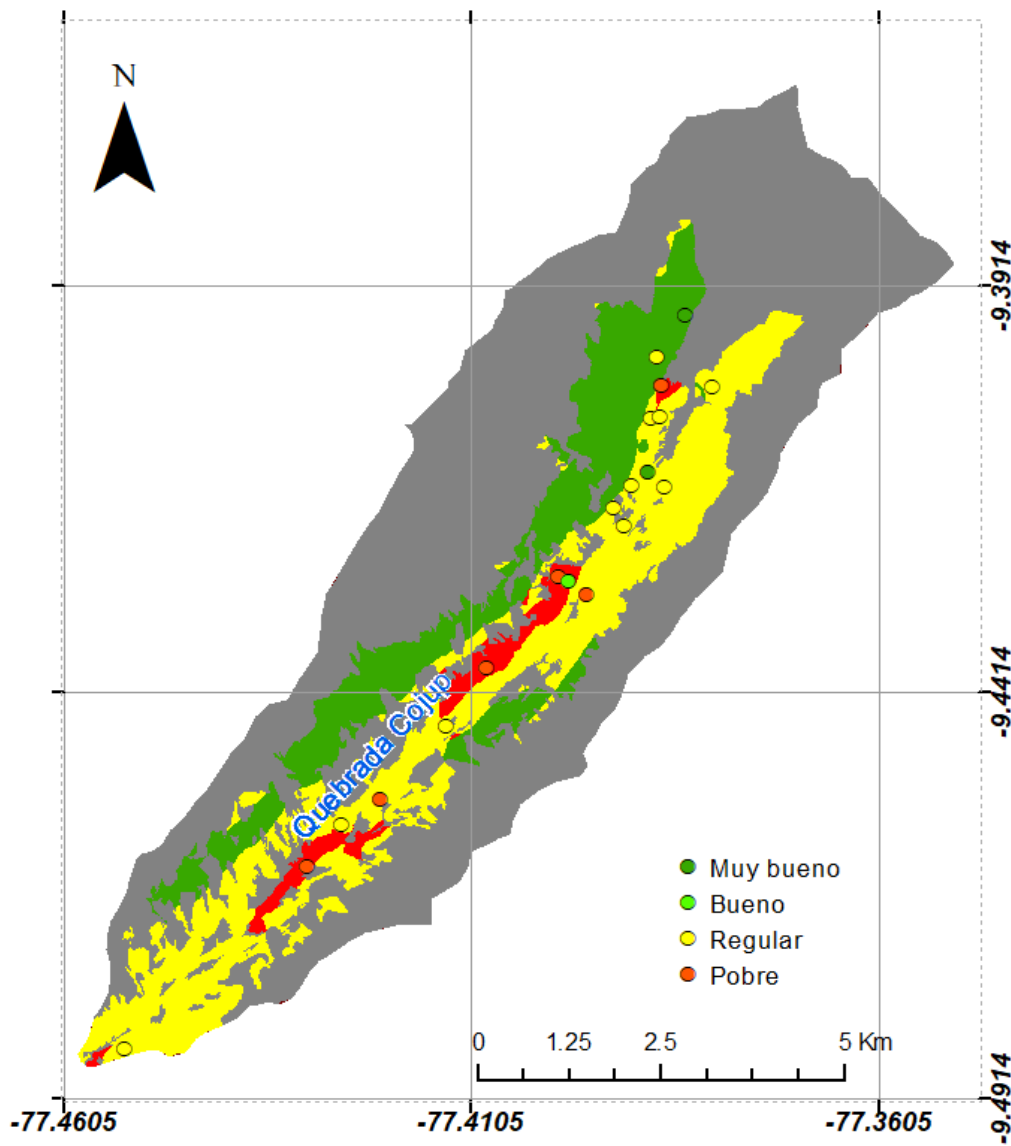 N
-9.3914
Quebrada Cojup
-9.4414
Muy bueno
Bueno
Regular
Pobre
0 1.25 2.5 5 Km
-9.4914
-77.4605 -77.4105 -77.3605